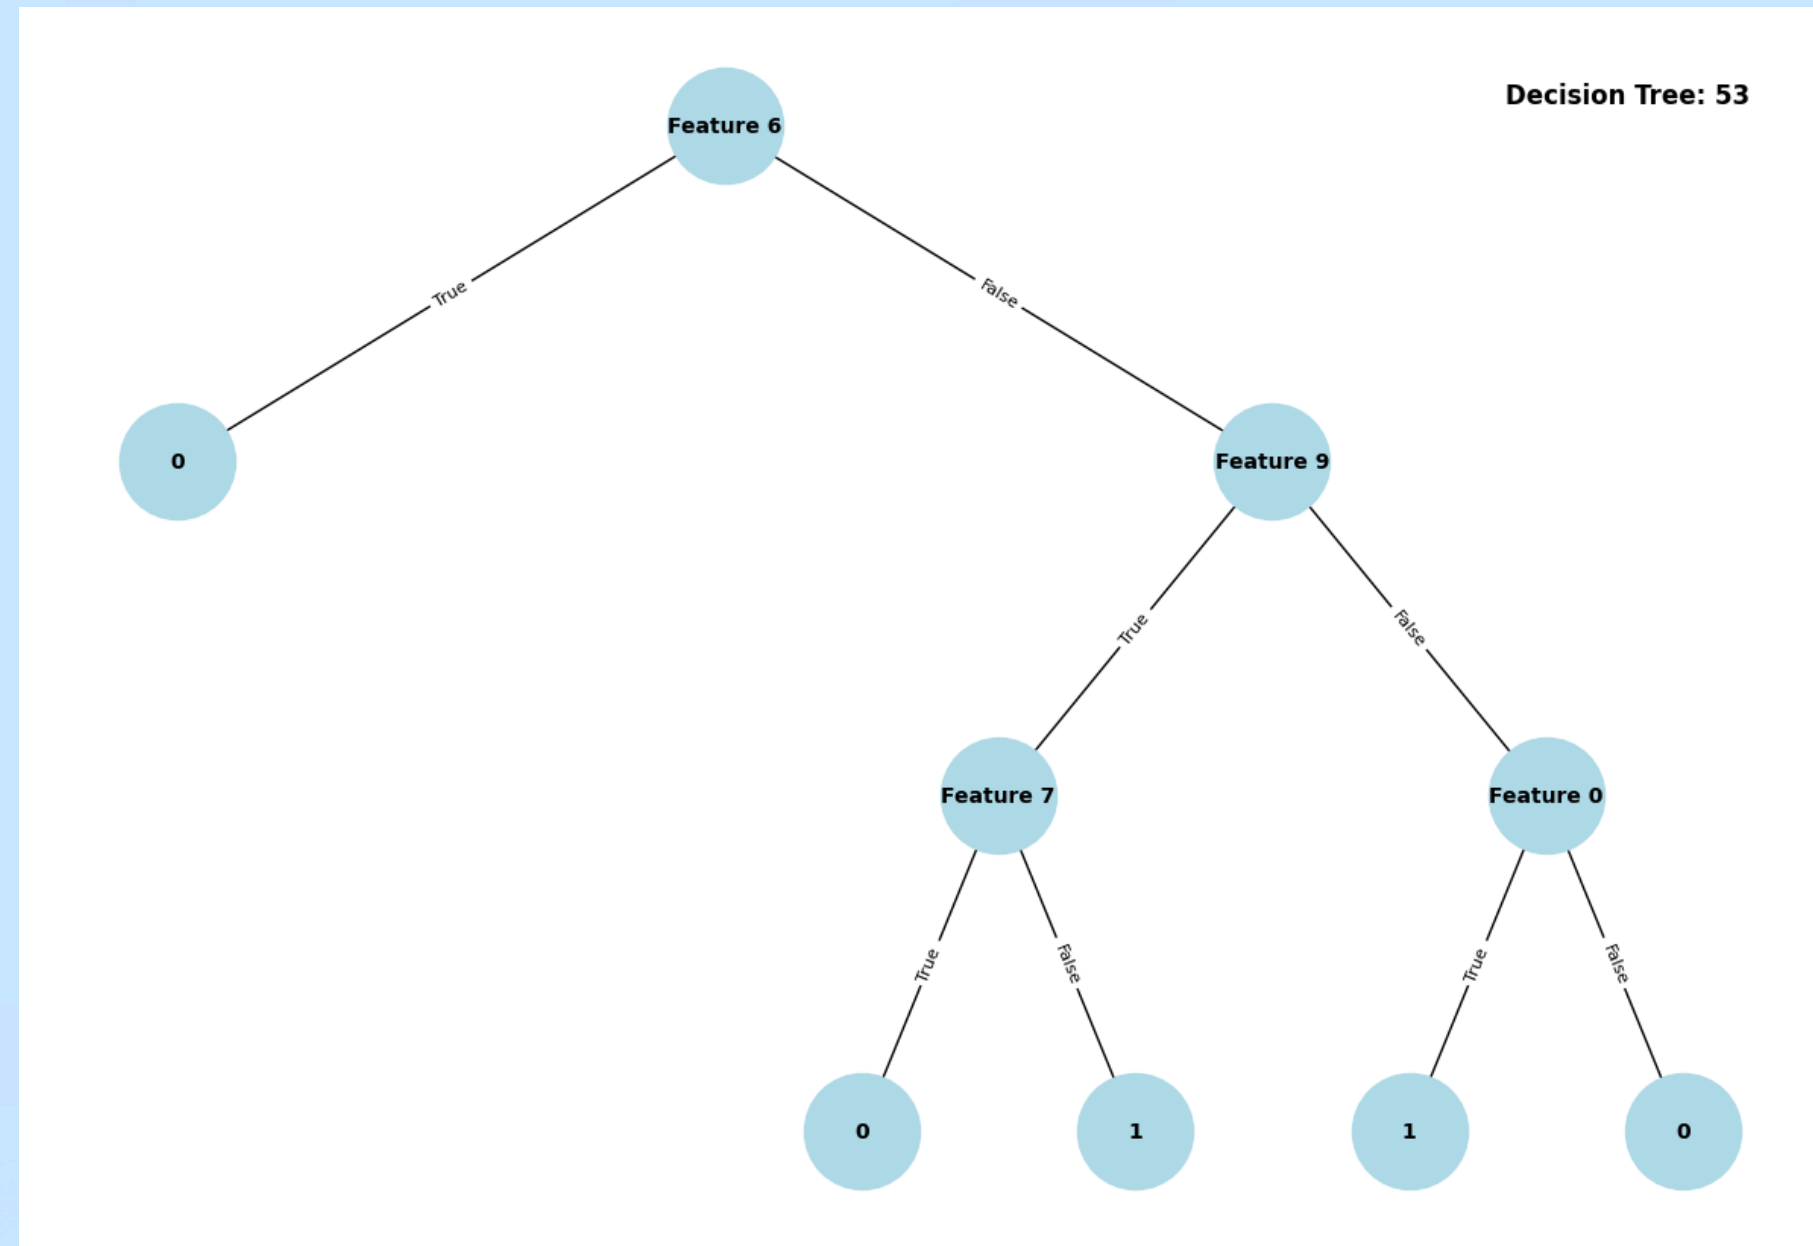 Decision Tree: 53
Feature 6
True
False
0
Feature 9
True
False
Feature 7
Feature 0
True
False
True
False
0
1
1
0